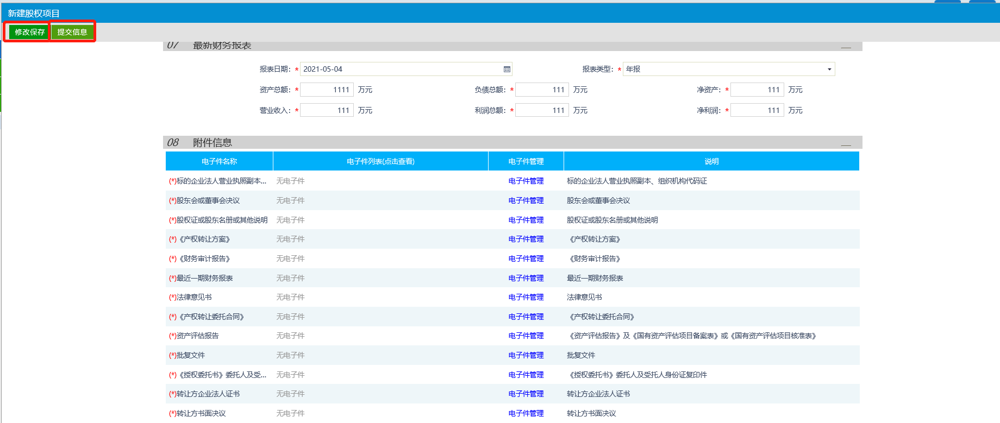 新建股权项目
修改保存 提交信息
07 最新财务报表
报表日期：* 2021-05-04 报表类型：* 年报
资产总额：* 1111 万元 负债总额：* 111 万元 净资产：* 111 万元
营业收入：* 111 万元 利润总额：* 111 万元 净利润：* 111 万元
08 附件信息
电子件名称 电子件列表(点击查看) 电子件管理 说明
(*)标的企业法人营业执照副本... 无电子件 电子件管理 标的企业法人营业执照副本、组织机构代码证
(*)股东会或董事会决议 无电子件 电子件管理 股东会或董事会决议
(*)股权证或股东名册或其他说明 无电子件 电子件管理 股权证或股东名册或其他说明
(*)《产权转让方案》 无电子件 电子件管理 《产权转让方案》
(*)《财务审计报告》 无电子件 电子件管理 《财务审计报告》
(*)最近一期财务报表 无电子件 电子件管理 最近一期财务报表
(*)法律意见书 无电子件 电子件管理 法律意见书
(*)《产权转让委托合同》 无电子件 电子件管理 《产权转让委托合同》
(*)资产评估报告 无电子件 电子件管理 《资产评估报告》及《国有资产评估项目备案表》或《国有资产评估项目核准表》
(*)批复文件 无电子件 电子件管理 批复文件
(*)《授权委托书》委托人及受... 无电子件 电子件管理 《授权委托书》委托人及受托人身份证复印件
(*)转让方企业法人证书 无电子件 电子件管理 转让方企业法人证书
(*)转让方书面决议 无电子件 电子件管理 转让方书面决议